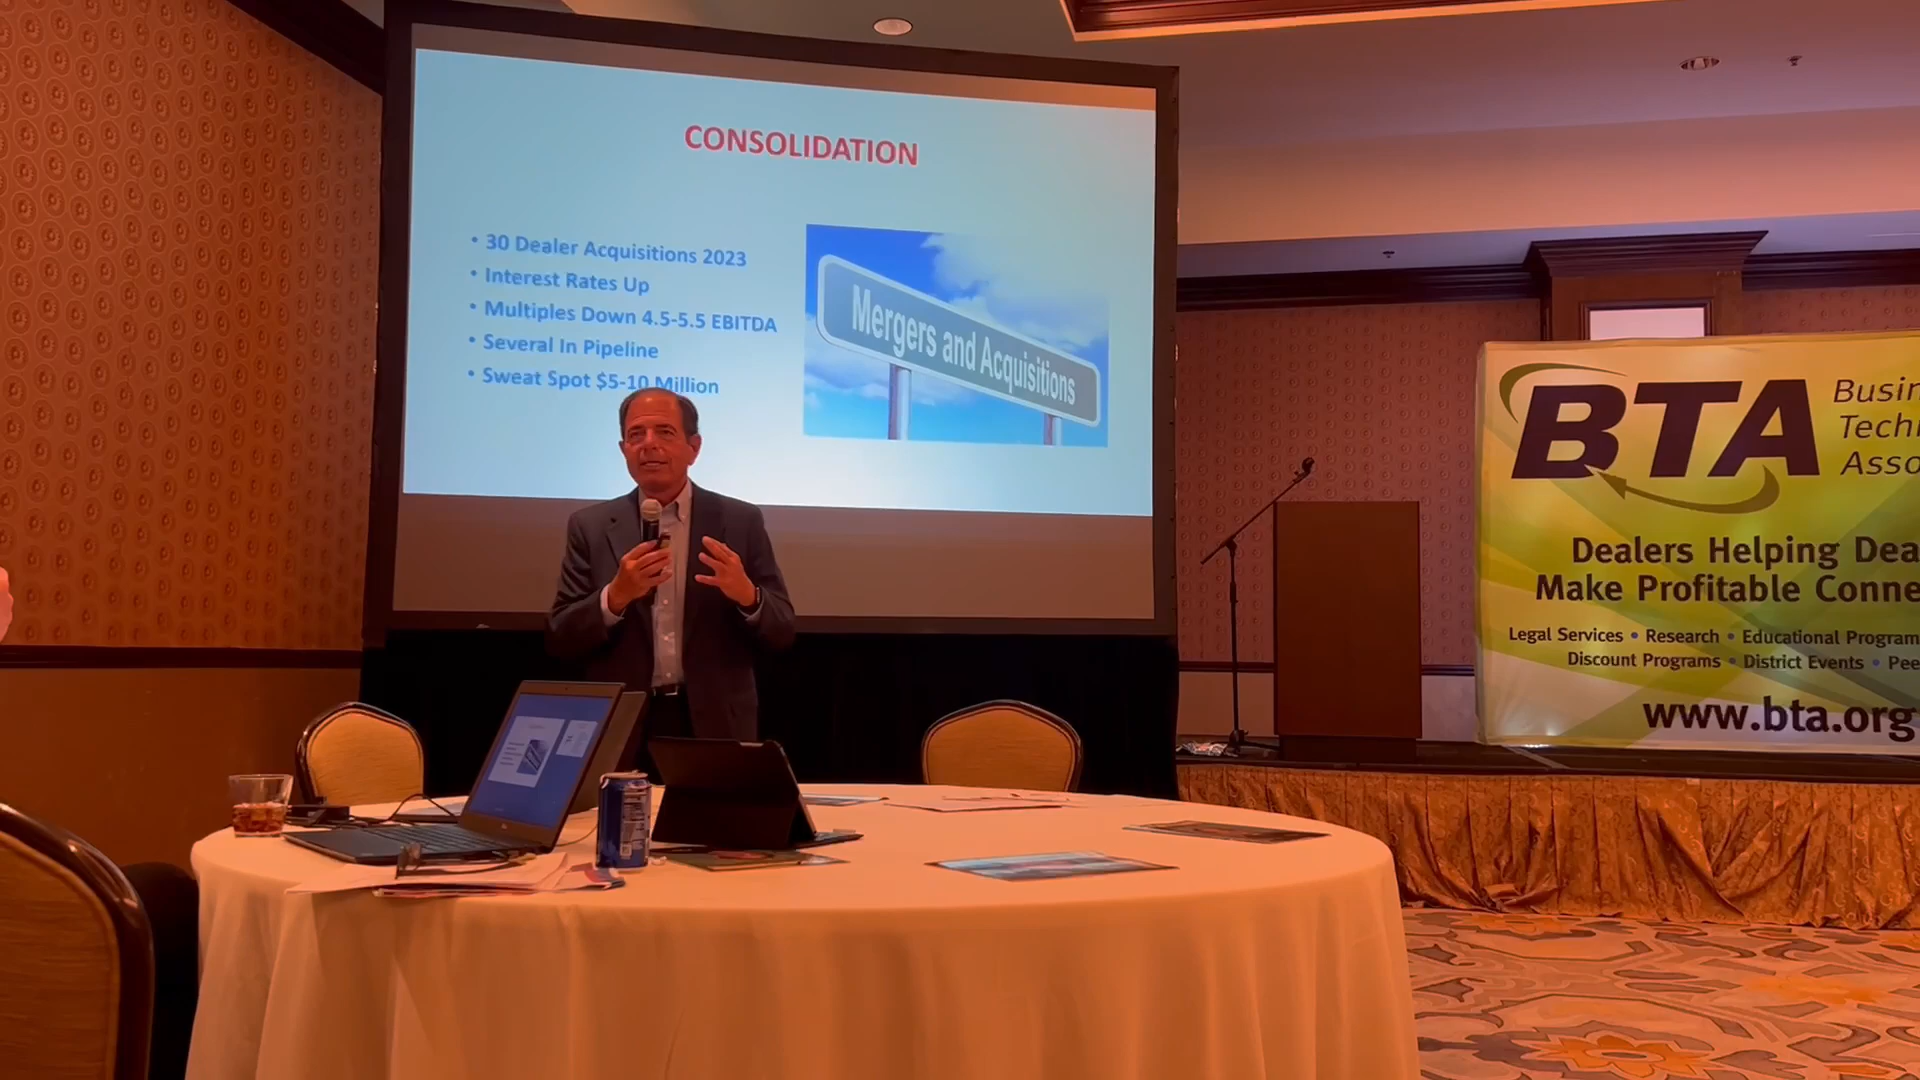 CONSOLIDATION
• 30 Dealer Acquisitions 2023
• Interest Rates Up
• Multiples Down 4.5-5.5 EBITDA
• Several In Pipeline
• Sweat Spot $5-10 Million
Mergers and Acquisitions
BTA
Busin
Techn
Asso
Dealers Helping Dea
Make Profitable Conne
Legal Services • Research • Educational Program
Discount Programs • District Events • Pee
www.bta.org